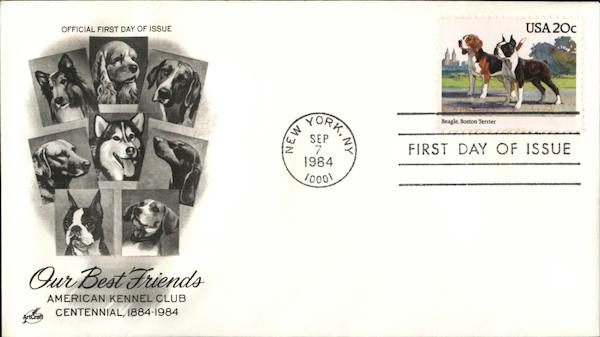 OFFICIAL FIRST DAY OF ISSUE
USA 20c
Beagle, Boston Terrier
NEW YORK, NY
SEP
7
1984
10001
FIRST DAY OF ISSUE
Our Best Friends
AMERICAN KENNEL CLUB
CENTENNIAL, 1884-1984
ArtCraft